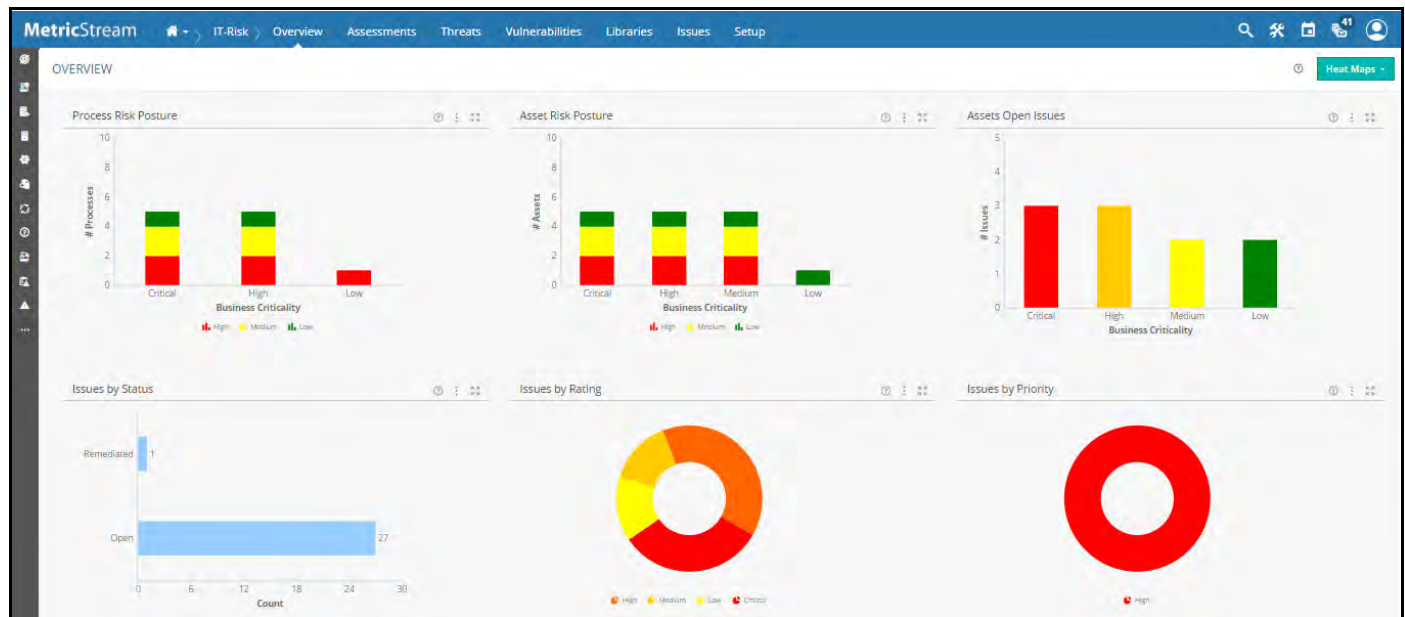 MetricStream IT-Risk Overview Assessments Threats Vulnerabilities Libraries Issues Setup 41
OVERVIEW Heat Maps
Process Risk Posture
10
8
6
4
2
0
# Processes
Critical High Low
Business Criticality
High Medium Low
Asset Risk Posture
10
8
6
4
2
0
# Assets
Critical High Medium Low
Business Criticality
High Medium Low
Assets Open Issues
5
4
3
2
1
0
# Issues
Critical High Medium Low
Business Criticality
Issues by Status
Remediated 1
Open 27
0 6 12 18 24 30
Count
Issues by Rating
High Medium Low Critical
Issues by Priority
High